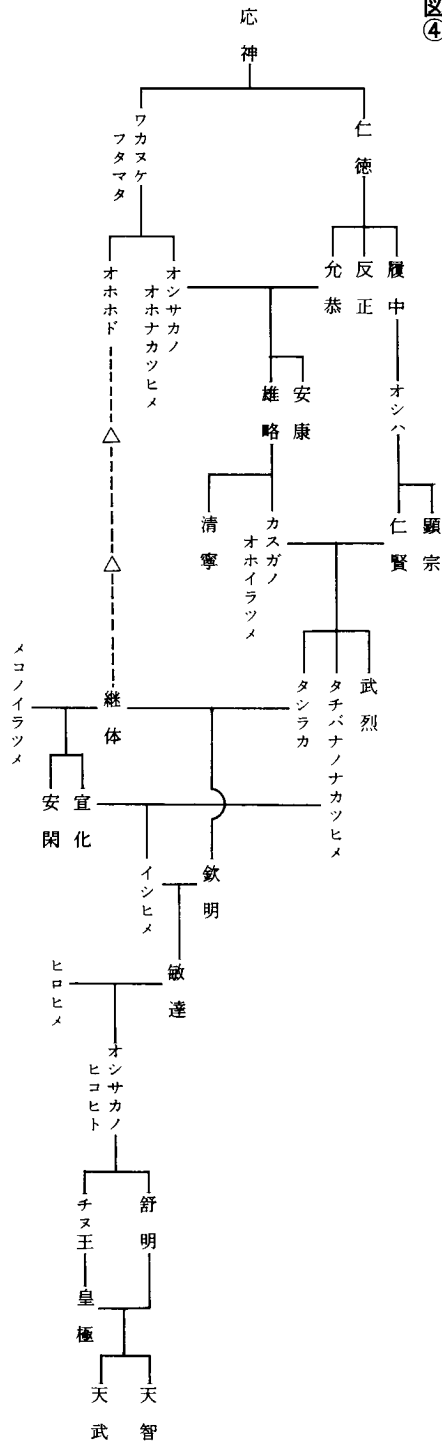 図④
応神
仁徳
ワカヌケ
フタマタ
履中
反正
允恭
オシサカノ
オホナカツヒメ
オホホド
オシハ
安康
雄略
顕宗
仁賢
カスガノ
オホイラツメ
清寧
武烈
タチバナノナカツヒメ
タシラカ
継体
メコノイラツメ
宣化
安閑
欽明
イシヒメ
敏達
ヒロヒメ
オシサカノ
ヒコヒト
舒明
チヌ王
皇極
天智
天武